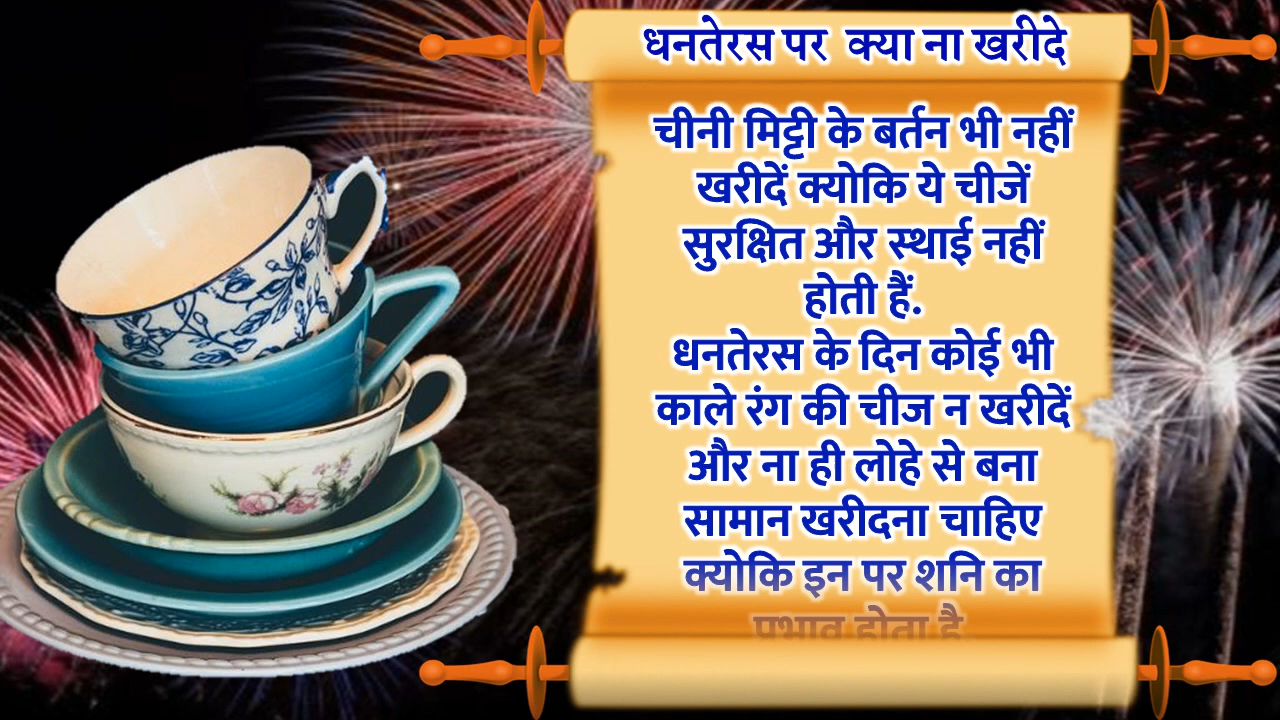 धनतेरस पर क्या ना खरीदे
चीनी मिट्टी के बर्तन भी नहीं
खरीदें क्योकि ये चीजें
सुरक्षित और स्थाई नहीं
होती हैं.
धनतेरस के दिन कोई भी
काले रंग की चीज न खरीदें
और ना ही लोहे से बना
सामान खरीदना चाहिए
क्योकि इन पर शनि का
प्रभाव होता है